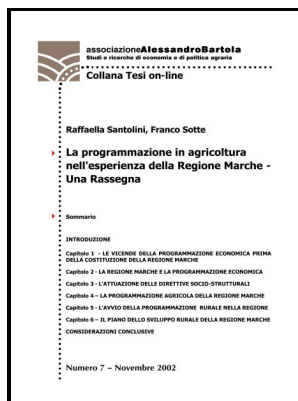 associazioneAlessandroBartola
Studi e ricerche di economia e di politica agraria
Collana Tesi on-line
Raffaella Santolini, Franco Sotte
La programmazione in agricoltura
nell'esperienza della Regione Marche -
Una Rassegna
Sommario
INTRODUZIONE
Capitolo 1 - LE VICENDE DELLA PROGRAMMAZIONE ECONOMICA PRIMA
DELLA COSTITUZIONE DELLA REGIONE MARCHE
Capitolo 2 - LA REGIONE MARCHE E LA PROGRAMMAZIONE ECONOMICA
Capitolo 3 - L'ATTUAZIONE DELLE DIRETTIVE SOCIO-STRUTTURALI
Capitolo 4 – LA PROGRAMMAZIONE AGRICOLA DELLA REGIONE MARCHE
Capitolo 5 - L'AVVIO DELLA PROGRAMMAZIONE RURALE NELLA REGIONE
Capitolo 6 – IL PIANO DELLO SVILUPPO RURALE DELLA REGIONE MARCHE
CONSIDERAZIONI CONCLUSIVE
Numero 7 – Novembre 2002